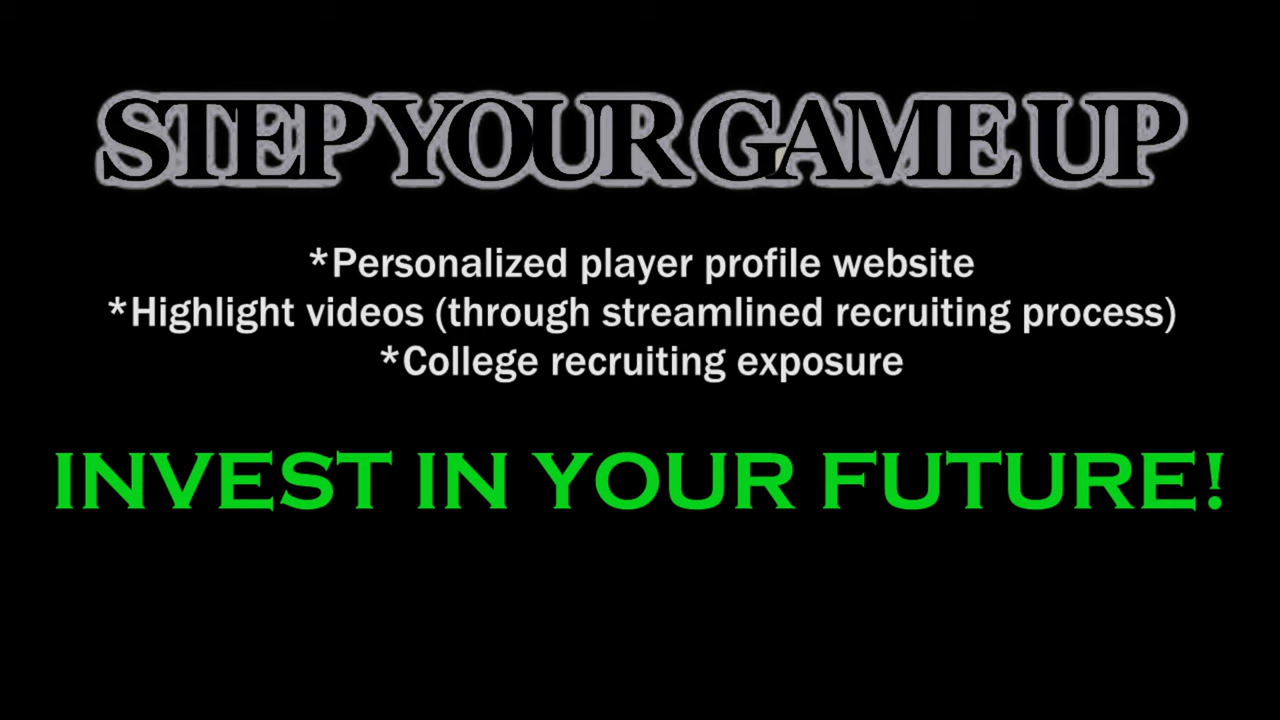 STEP YOUR GAME UP
*Personalized player profile website
*Highlight videos (through streamlined recruiting process)
*College recruiting exposure
INVEST IN YOUR FUTURE!